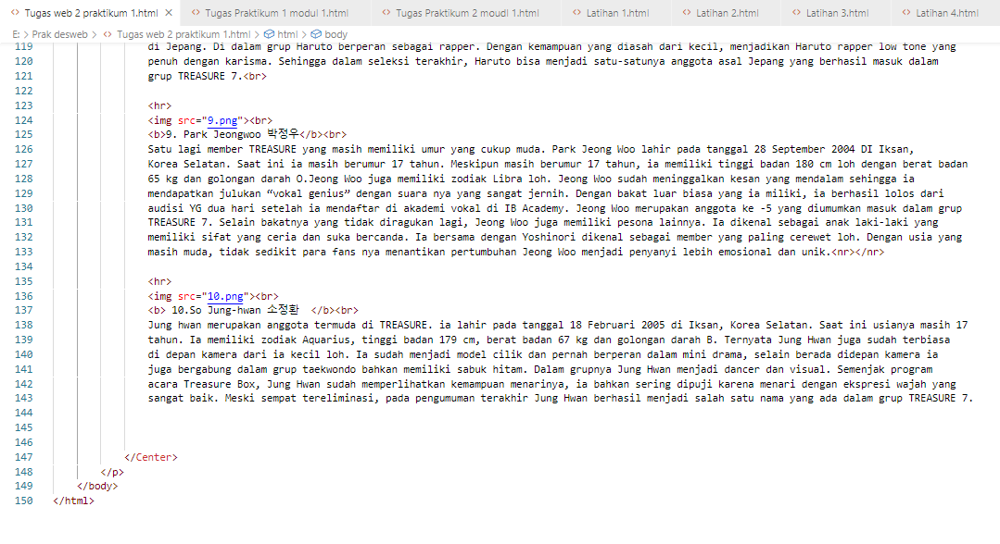 Tugas web 2 praktikum 1.html × Tugas Praktikum 1 modul 1.html Tugas Praktikum 2 moudl 1.html Latihan 1.html Latihan 2.html Latihan 3.html Latihan 4.html
E: > Prak desweb > Tugas web 2 praktikum 1.html > html > body
119 di Jepang. Di dalam grup Haruto berperan sebagai rapper. Dengan kemampuan yang diasah dari kecil, menjadikan Haruto rapper low tone yang
120 penuh dengan karisma. Sehingga dalam seleksi terakhir, Haruto bisa menjadi satu-satunya anggota asal Jepang yang berhasil masuk dalam
121 grup TREASURE 7.<br>
122
123 <hr>
124 <img src="9.png"><br>
125 <b>9. Park Jeongwoo 박정우</b><br>
126 Satu lagi member TREASURE yang masih memiliki umur yang cukup muda. Park Jeong Woo lahir pada tanggal 28 September 2004 DI Iksan,
127 Korea Selatan. Saat ini ia masih berumur 17 tahun. Meskipun masih berumur 17 tahun, ia memiliki tinggi badan 180 cm loh dengan berat badan
128 65 kg dan golongan darah O.Jeong Woo juga memiliki zodiak Libra loh. Jeong Woo sudah meninggalkan kesan yang mendalam sehingga ia
129 mendapatkan julukan “vokal genius” dengan suara nya yang sangat jernih. Dengan bakat luar biasa yang ia miliki, ia berhasil lolos dari
130 audisi YG dua hari setelah ia mendaftar di akademi vokal di IB Academy. Jeong Woo merupakan anggota ke -5 yang diumumkan masuk dalam grup
131 TREASURE 7. Selain bakatnya yang tidak diragukan lagi, Jeong Woo juga memiliki pesona lainnya. Ia dikenal sebagai anak laki-laki yang
132 memiliki sifat yang ceria dan suka bercanda. Ia bersama dengan Yoshinori dikenal sebagai member yang paling cerewet loh. Dengan usia yang
133 masih muda, tidak sedikit para fans nya menantikan pertumbuhan Jeong Woo menjadi penyanyi lebih emosional dan unik.<nr></nr>
134
135 <hr>
136 <img src="10.png"><br>
137 <b> 10.So Jung-hwan 소정환  </b><br>
138 Jung hwan merupakan anggota termuda di TREASURE. ia lahir pada tanggal 18 Februari 2005 di Iksan, Korea Selatan. Saat ini usianya masih 17
139 tahun. Ia memiliki zodiak Aquarius, tinggi badan 179 cm, berat badan 67 kg dan golongan darah B. Ternyata Jung Hwan juga sudah terbiasa
140 di depan kamera dari ia kecil loh. Ia sudah menjadi model cilik dan pernah berperan dalam mini drama, selain berada didepan kamera ia
141 juga bergabung dalam grup taekwondo bahkan memiliki sabuk hitam. Dalam grupnya Jung Hwan menjadi dancer dan visual. Semenjak program
142 acara Treasure Box, Jung Hwan sudah memperlihatkan kemampuan menarinya, ia bahkan sering dipuji karena menari dengan ekspresi wajah yang
143 sangat baik. Meski sempat tereliminasi, pada pengumuman terakhir Jung Hwan berhasil menjadi salah satu nama yang ada dalam grup TREASURE 7.
144
145
146
147 </Center>
148 </p>
149 </body>
150 </html>